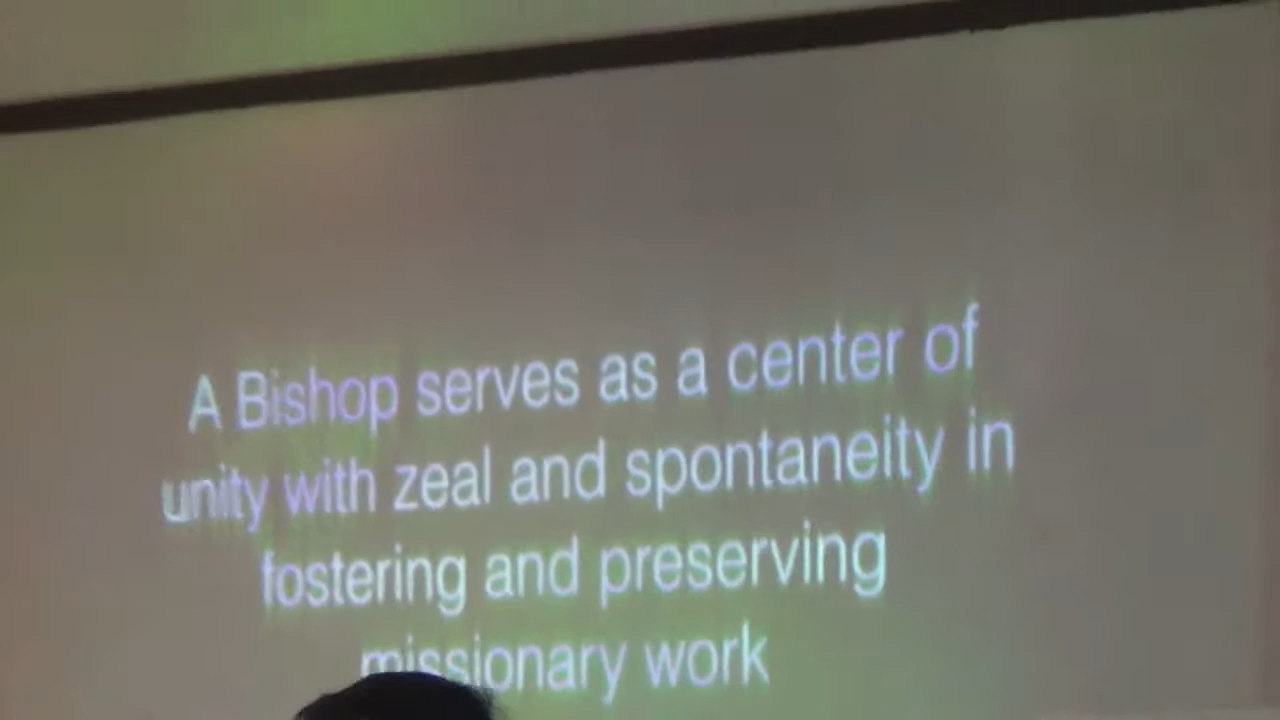 A Bishop serves as a center of
unity with zeal and spontaneity in
fostering and preserving
missionary work